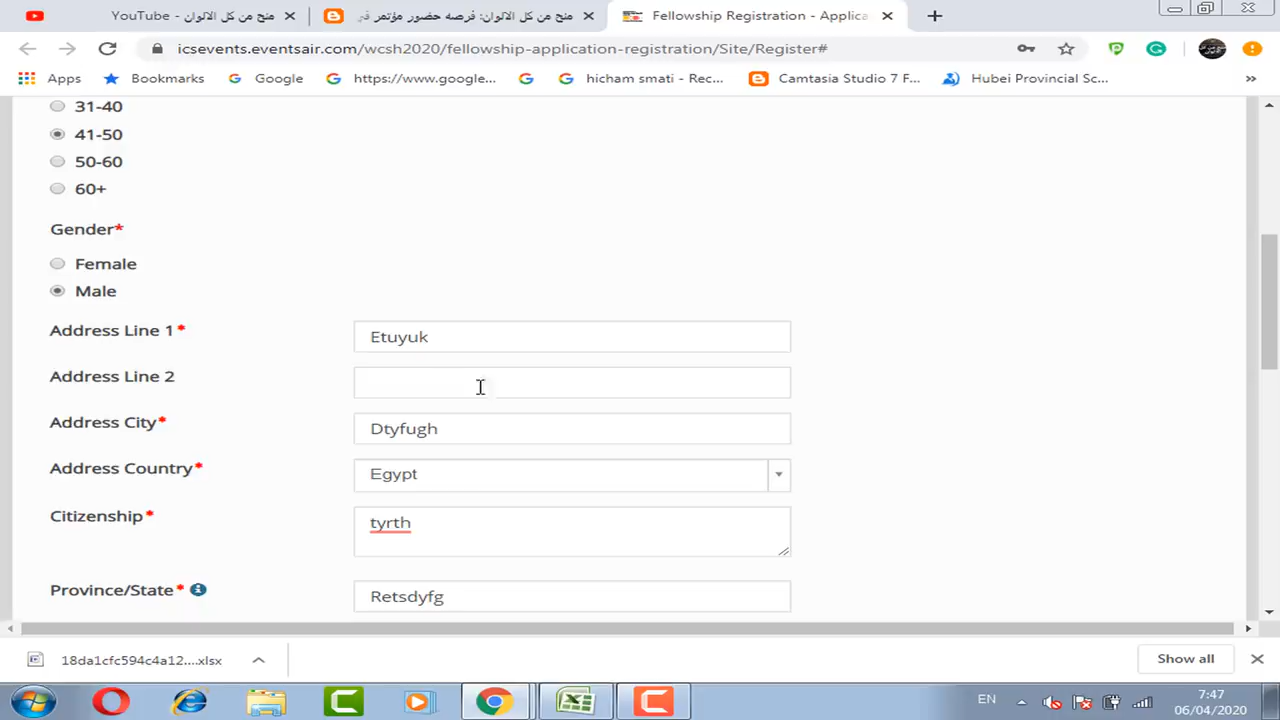 YouTube - منح من كل الالوان
منح من كل الالوان: فرصه حضور مؤتمر
Fellowship Registration - Applica
icsevents.eventsair.com/wcsh2020/fellowship-application-registration/Site/Register#
Apps Bookmarks Google https://www.google... hicham smati - Rec... Camtasia Studio 7 F... Hubei Provincial Sc... »
31-40
41-50
50-60
60+
Gender*
Female
Male
Address Line 1 * Etuyuk
Address Line 2
Address City* Dtyfugh
Address Country* Egypt
Citizenship* tyrth
Province/State * Retsdyfg
18da1cfc594c4a12....xlsx Show all
EN 7:47
06/04/2020